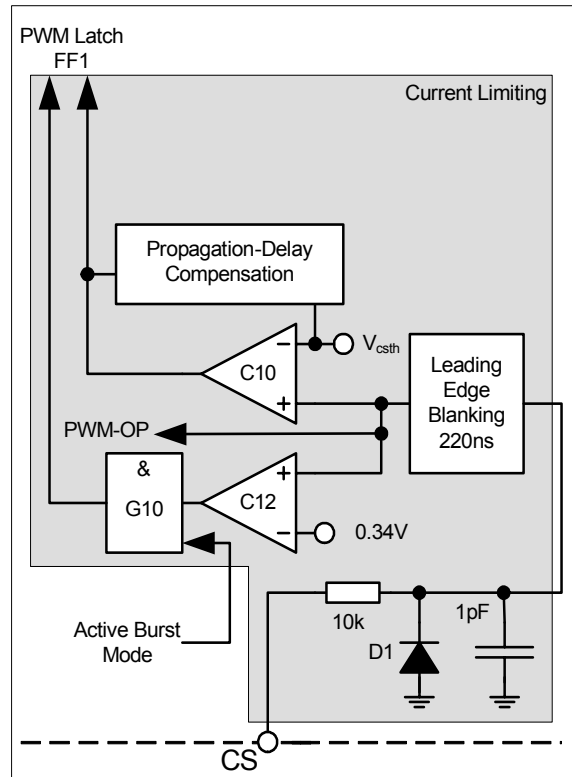 PWM Latch
FF1
Current Limiting
Propagation-Delay
Compensation
Vcsth
C10
Leading
Edge
Blanking
220ns
PWM-OP
&
G10
C12
0.34V
Active Burst
Mode
10k
1pF
D1
CS